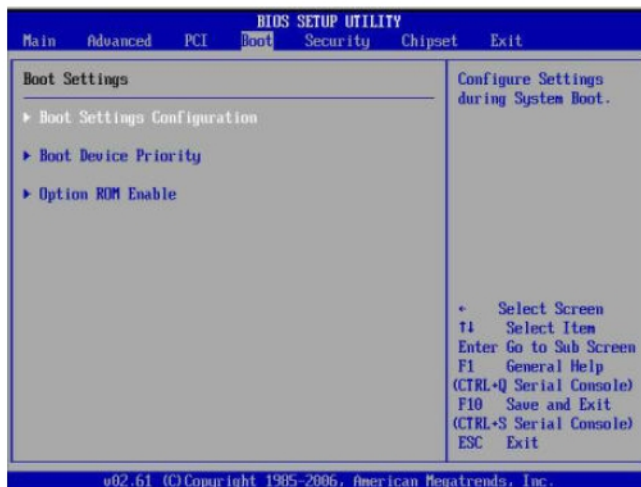 BIOS SETUP UTILITY
Main Advanced PCI Boot Security Chipset Exit
Boot Settings
▶ Boot Settings Configuration
▶ Boot Device Priority
▶ Option ROM Enable
Configure Settings
during System Boot.
← Select Screen
↑↓ Select Item
Enter Go to Sub Screen
F1 General Help
(CTRL+Q Serial Console)
F10 Save and Exit
(CTRL+S Serial Console)
ESC Exit
v02.61 (C)Copyright 1985-2006, American Megatrends, Inc.